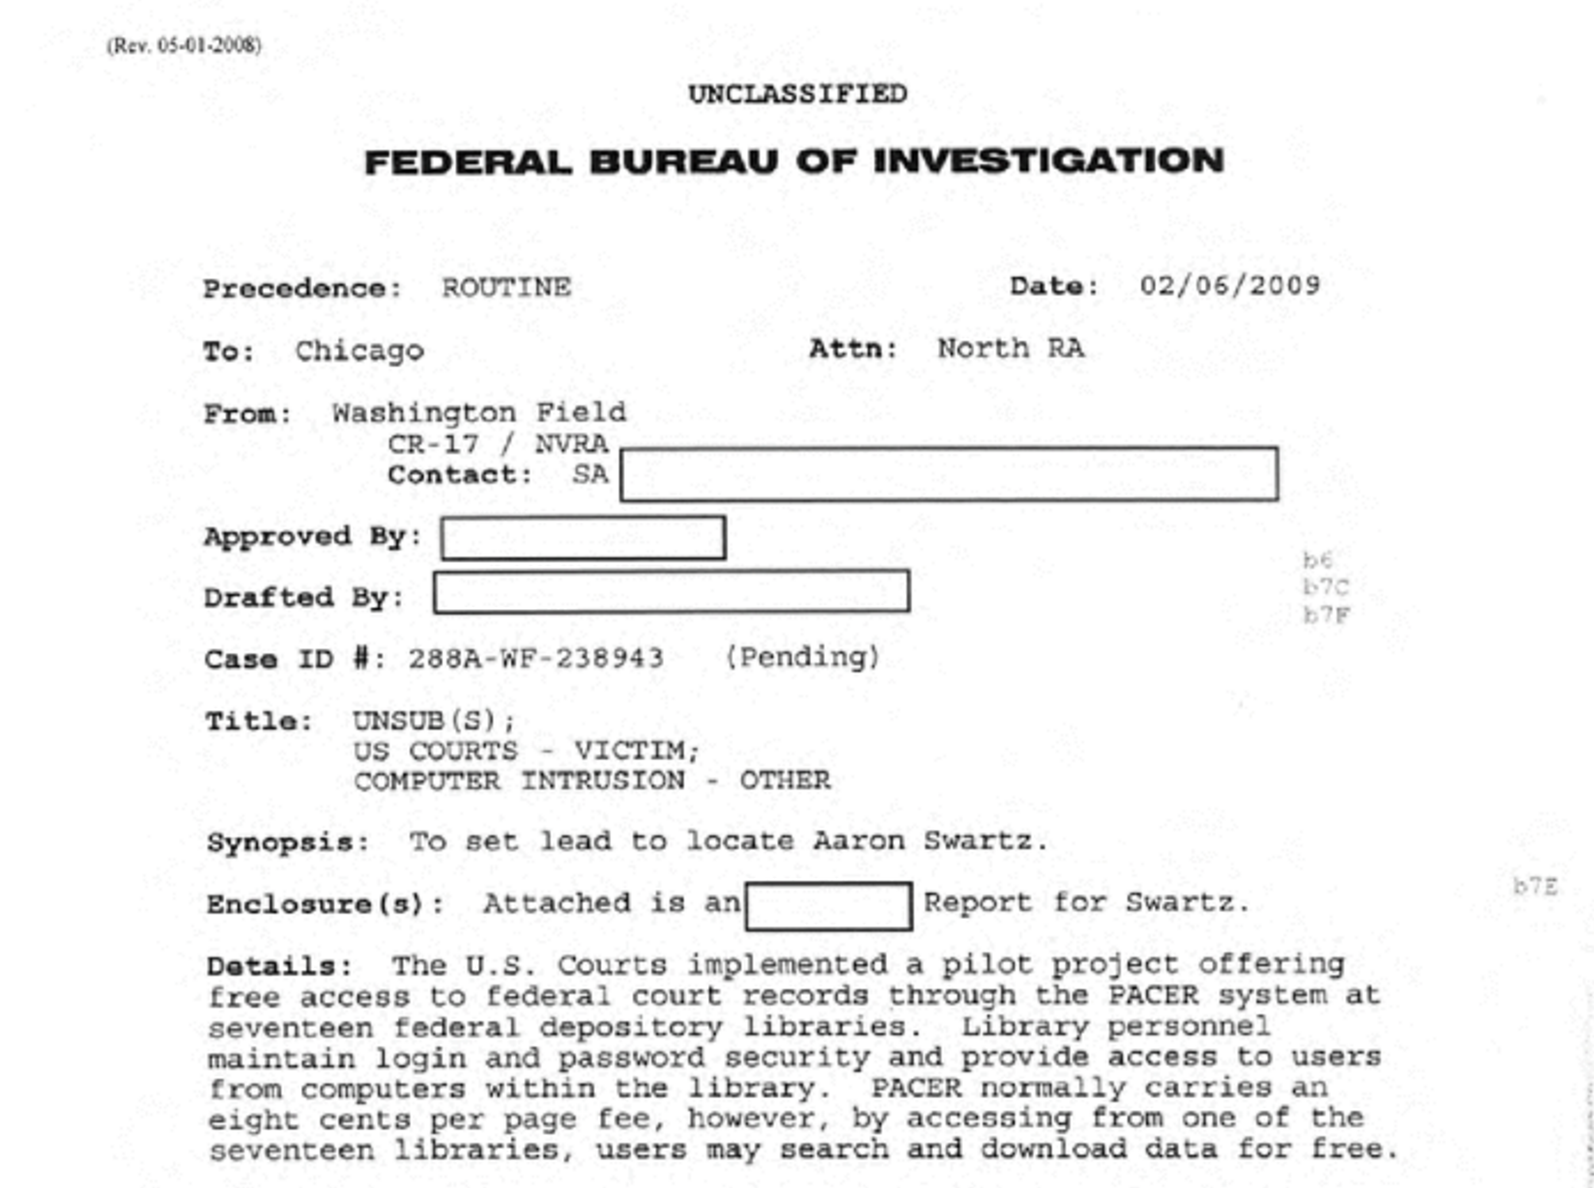 (Rev. 05-01-2008)
UNCLASSIFIED
FEDERAL BUREAU OF INVESTIGATION
Precedence: ROUTINE Date: 02/06/2009
To: Chicago Attn: North RA
From: Washington Field
CR-17 / NVRA
Contact: SA
Approved By:
b6
Drafted By:
b7C
b7F
Case ID #: 288A-WF-238943 (Pending)
Title: UNSUB(S);
US COURTS - VICTIM;
COMPUTER INTRUSION - OTHER
Synopsis: To set lead to locate Aaron Swartz.
b7E
Enclosure(s): Attached is an Report for Swartz.
Details: The U.S. Courts implemented a pilot project offering
free access to federal court records through the PACER system at
seventeen federal depository libraries. Library personnel
maintain login and password security and provide access to users
from computers within the library. PACER normally carries an
eight cents per page fee, however, by accessing from one of the
seventeen libraries, users may search and download data for free.